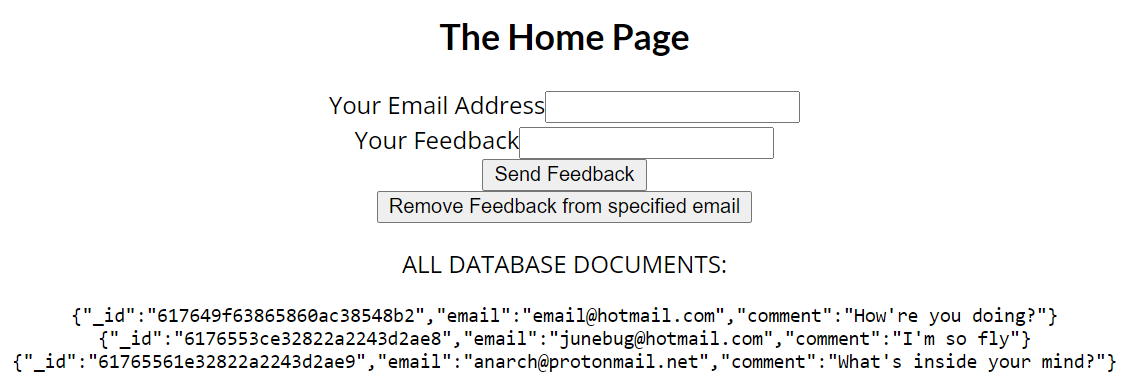 The Home Page
Your Email Address
Your Feedback
Send Feedback
Remove Feedback from specified email
ALL DATABASE DOCUMENTS:
{"_id":"617649f63865860ac38548b2","email":"email@hotmail.com","comment":"How're you doing?"}
{"_id":"6176553ce32822a2243d2ae8","email":"junebug@hotmail.com","comment":"I'm so fly"}
{"_id":"61765561e32822a2243d2ae9","email":"anarch@protonmail.net","comment":"What's inside your mind?"}